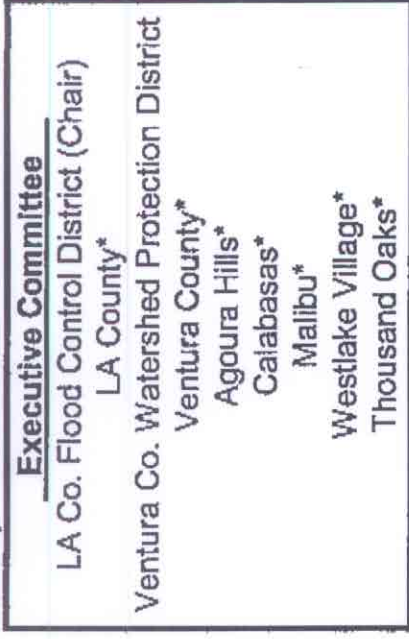 Executive Committee
LA Co. Flood Control District (Chair)
LA County*
Ventura Co. Watershed Protection District
Ventura County*
Agoura Hills*
Calabasas*
Malibu*
Westlake Village*
Thousand Oaks*